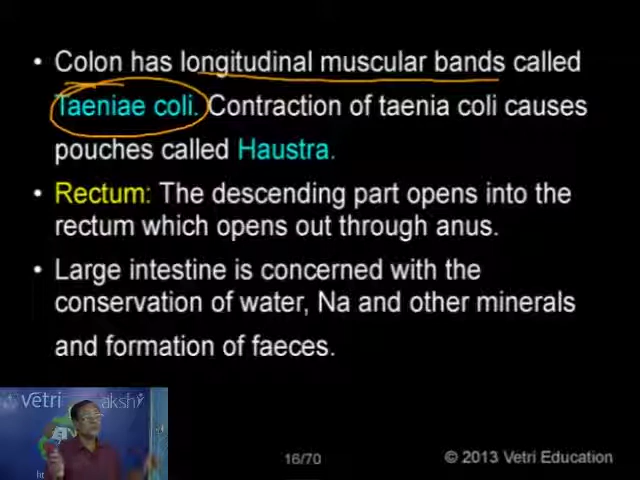 • Colon has longitudinal muscular bands called
Taeniae coli. Contraction of taenia coli causes
pouches called Haustra.
• Rectum: The descending part opens into the
rectum which opens out through anus.
• Large intestine is concerned with the
conservation of water, Na and other minerals
and formation of faeces.
vetri
16/70
© 2013 Vetri Education